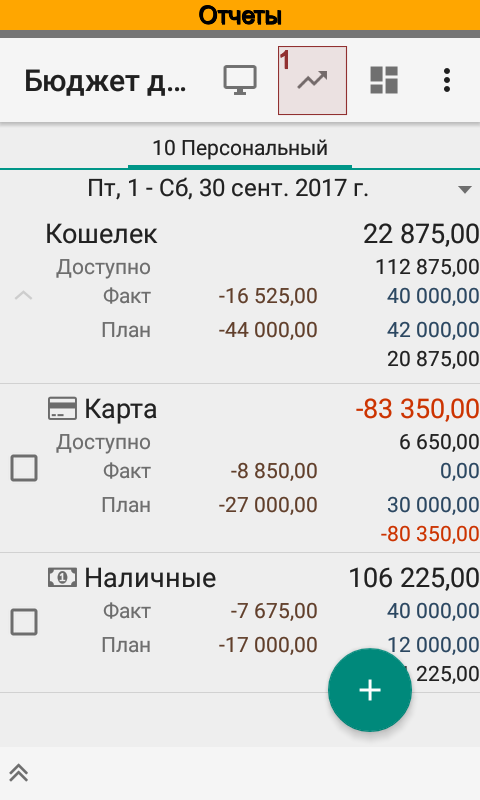 Отчеты
Бюджет д...
1
10 Персональный
Пт, 1 - Сб, 30 сент. 2017 г.
Кошелек 22 875,00
Доступно 112 875,00
Факт -16 525,00 40 000,00
План -44 000,00 42 000,00
20 875,00
Карта -83 350,00
Доступно 6 650,00
Факт -8 850,00 0,00
План -27 000,00 30 000,00
-80 350,00
Наличные 106 225,00
Факт -7 675,00 40 000,00
План -17 000,00 12 000,00
225,00